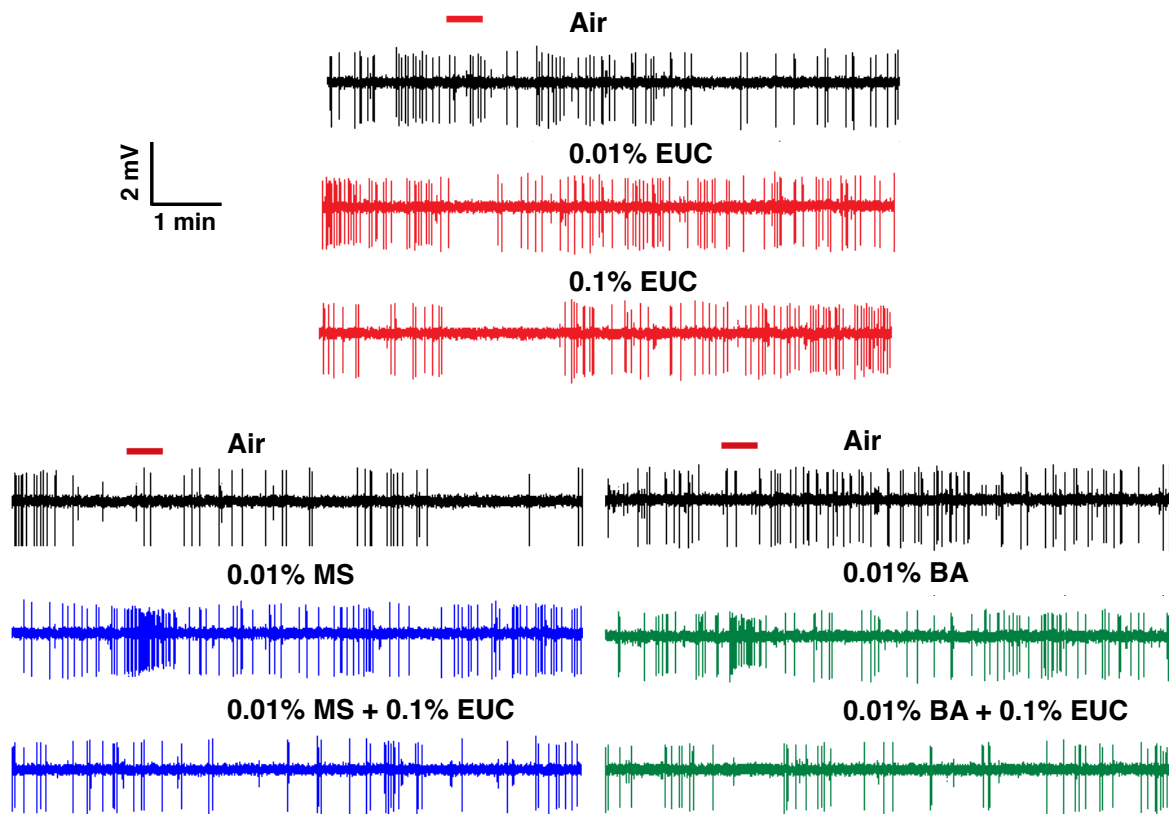 Air
0.01% EUC
2 mV
1 min
0.1% EUC
Air
Air
0.01% MS
0.01% BA
0.01% MS + 0.1% EUC
0.01% BA + 0.1% EUC